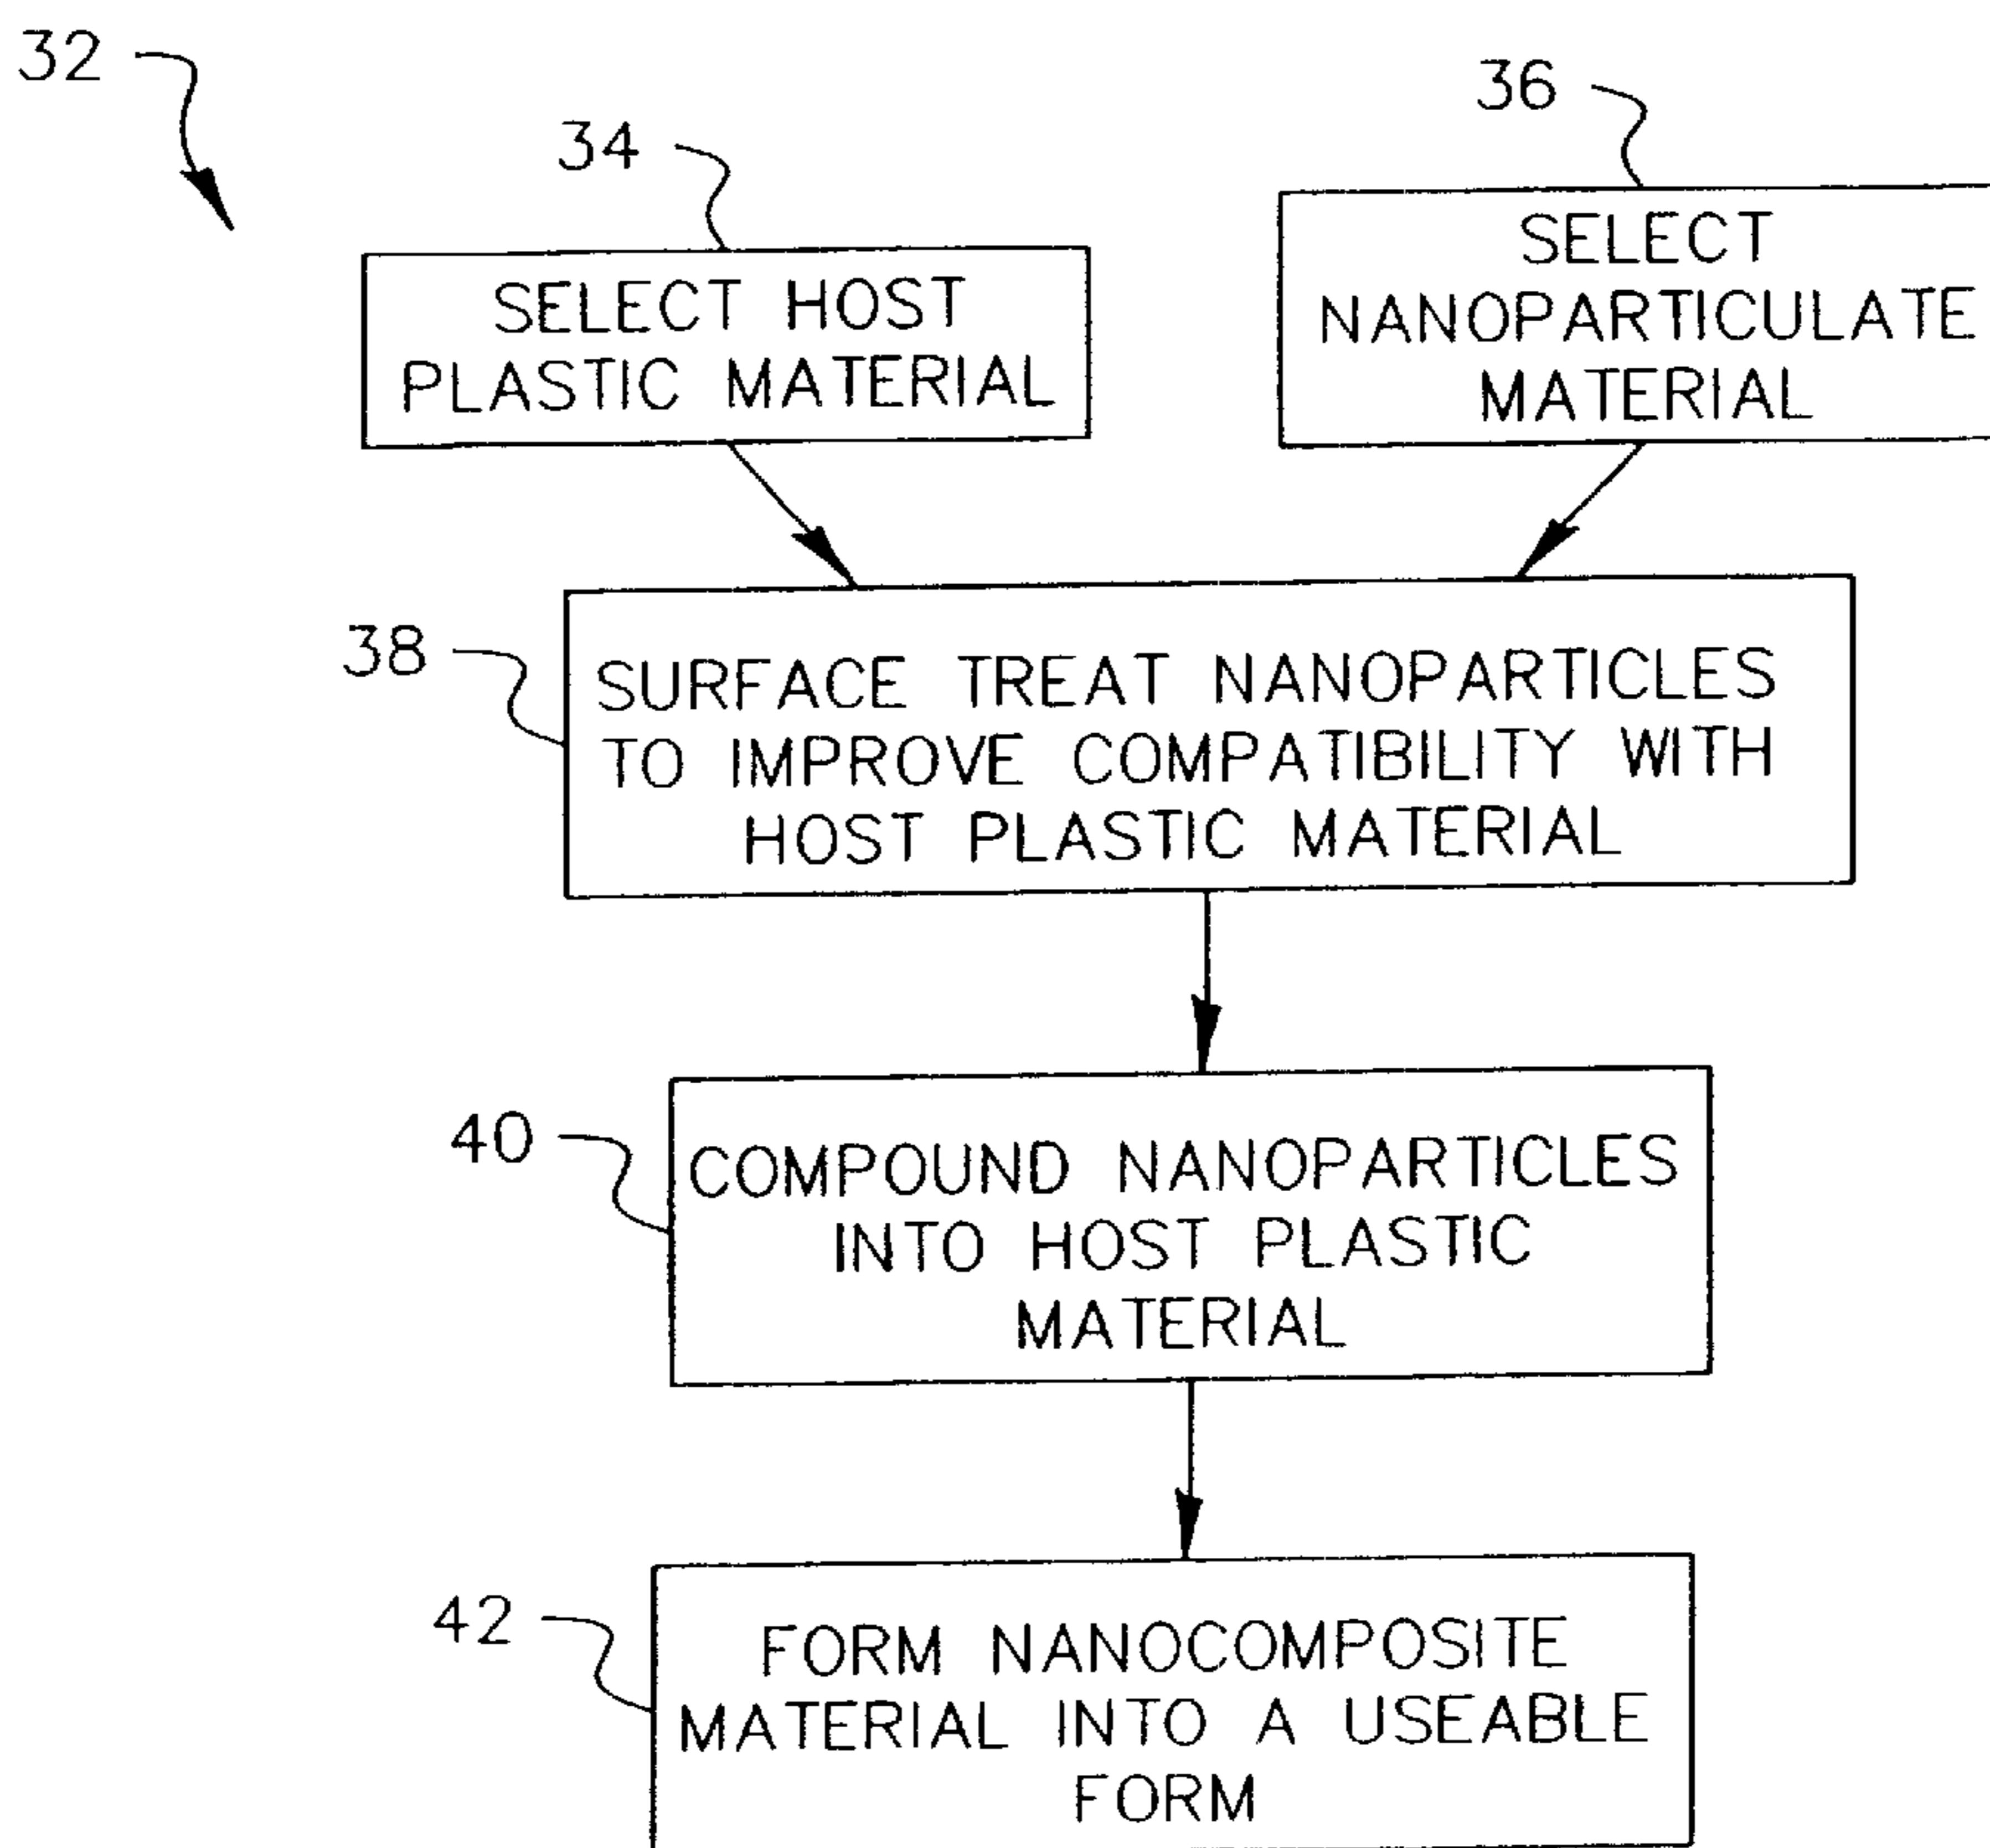 32
34
36
SELECT HOST
PLASTIC MATERIAL
SELECT
NANOPARTICULATE
MATERIAL
38
SURFACE TREAT NANOPARTICLES
TO IMPROVE COMPATIBILITY WITH
HOST PLASTIC MATERIAL
40
COMPOUND NANOPARTICLES
INTO HOST PLASTIC
MATERIAL
42
FORM NANOCOMPOSITE
MATERIAL INTO A USEABLE
FORM